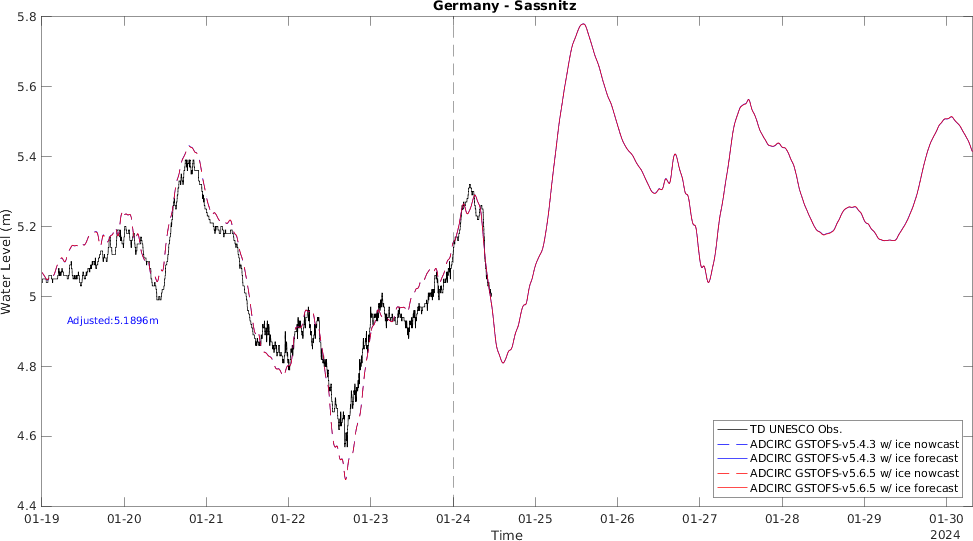 Germany - Sassnitz
5.8
5.6
5.4
5.2
5
4.8
4.6
4.4
Water Level (m)
Adjusted:5.1896m
TD UNESCO Obs.
ADCIRC GSTOFS-v5.4.3 w/ ice nowcast
ADCIRC GSTOFS-v5.4.3 w/ ice forecast
ADCIRC GSTOFS-v5.6.5 w/ ice nowcast
ADCIRC GSTOFS-v5.6.5 w/ ice forecast
01-19 01-20 01-21 01-22 01-23 01-24 01-25 01-26 01-27 01-28 01-29 01-30
Time
2024